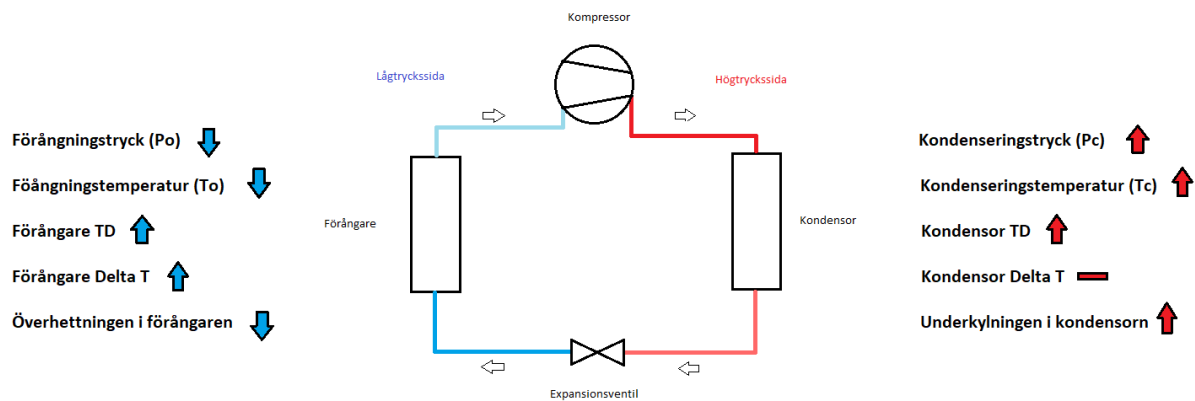 Kompressor
Lågtryckssida
Högtryckssida
Förångningstryck (Po)
Föångningstemperatur (To)
Förångare TD
Förångare Delta T
Överhettningen i förångaren
Förångare
Kondensor
Kondenseringstryck (Pc)
Kondenseringstemperatur (Tc)
Kondensor TD
Kondensor Delta T
Underkylningen i kondensorn
Expansionsventil